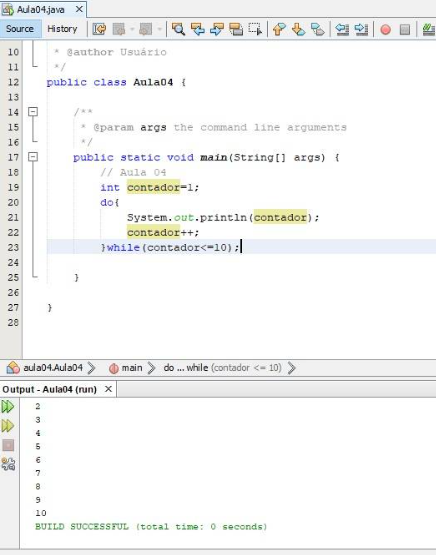 Aula04.java ×
Source History
10 * @author Usuário
11 */
12 public class Aula04 {
13
14 /**
15 * @param args the command line arguments
16 */
17 public static void main(String[] args) {
18 // Aula 04
19 int contador=1;
20 do{
21 System.out.println(contador);
22 contador++;
23 }while(contador<=10);
24
25 }
26
27 }
28
aula04.Aula04 main do ... while (contador <= 10)
Output - Aula04 (run) ×
2
3
4
5
6
7
8
9
10
BUILD SUCCESSFUL (total time: 0 seconds)